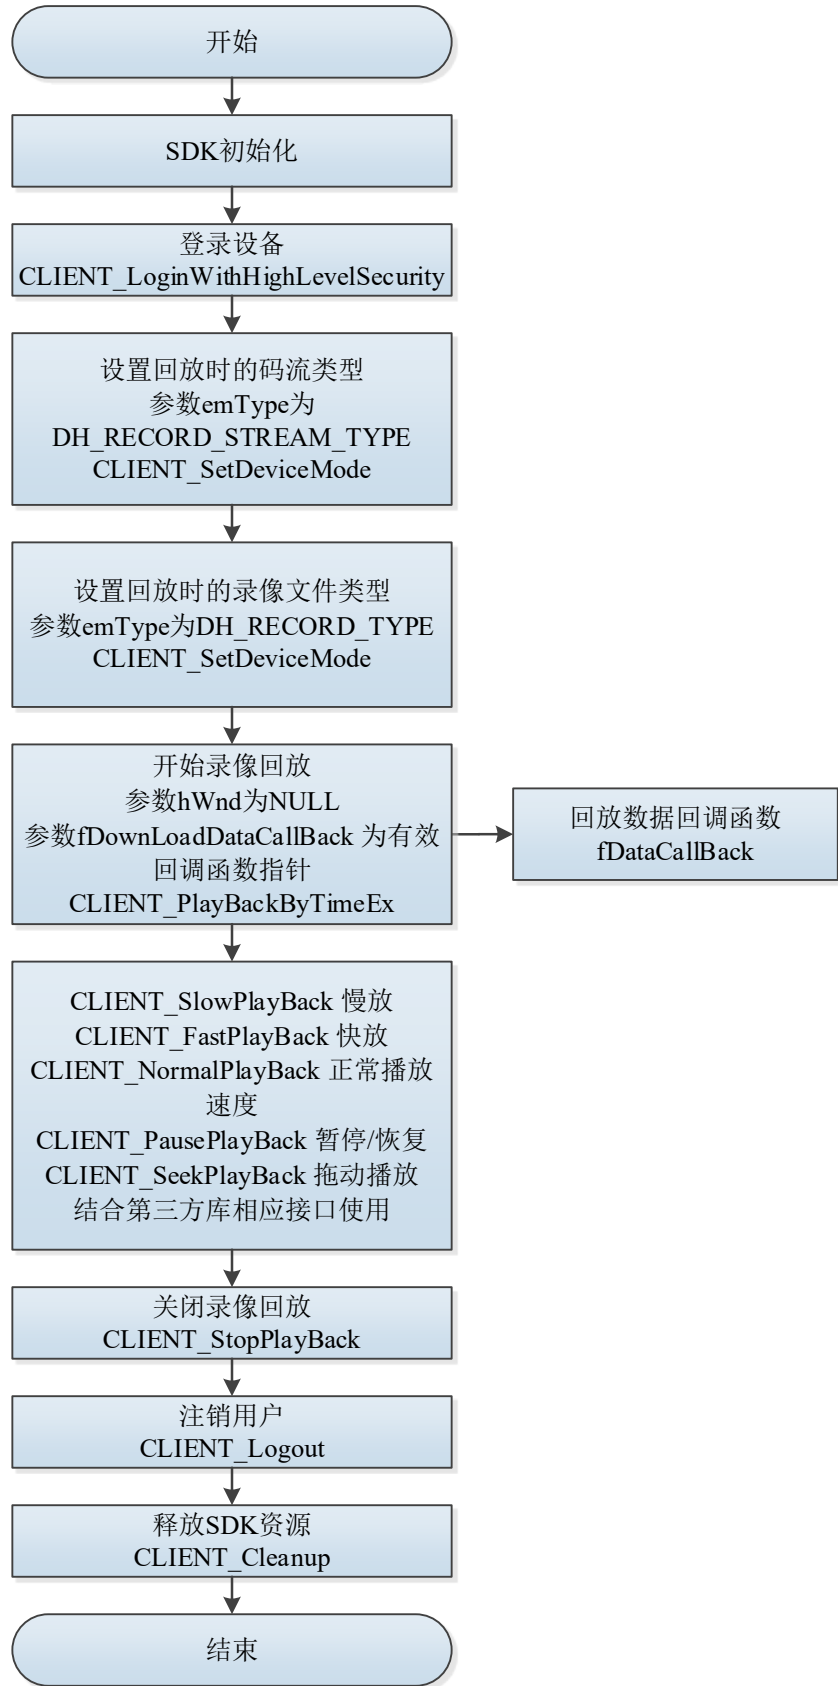 开始
SDK初始化
登录设备
CLIENT_LoginWithHighLevelSecurity
设置回放时的码流类型
参数emType为
DH_RECORD_STREAM_TYPE
CLIENT_SetDeviceMode
设置回放时的录像文件类型
参数emType为DH_RECORD_TYPE
CLIENT_SetDeviceMode
开始录像回放
参数hWnd为NULL
参数fDownLoadDataCallBack 为有效
回调函数指针
CLIENT_PlayBackByTimeEx
回放数据回调函数
fDataCallBack
CLIENT_SlowPlayBack 慢放
CLIENT_FastPlayBack 快放
CLIENT_NormalPlayBack 正常播放
速度
CLIENT_PausePlayBack 暂停/恢复
CLIENT_SeekPlayBack 拖动播放
结合第三方库相应接口使用
关闭录像回放
CLIENT_StopPlayBack
注销用户
CLIENT_Logout
释放SDK资源
CLIENT_Cleanup
结束